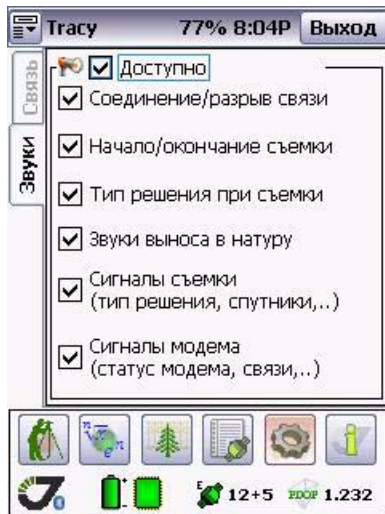 Tracy 77% 8:04P Выход
Связь
Звуки
Доступно
Соединение/разрыв связи
Начало/окончание съемки
Тип решения при съемки
Звуки выноса в натуру
Сигналы съемки
(тип решения, спутники,..)
Сигналы модема
(статус модема, связи,..)
0 12+5 PDOP 1.232